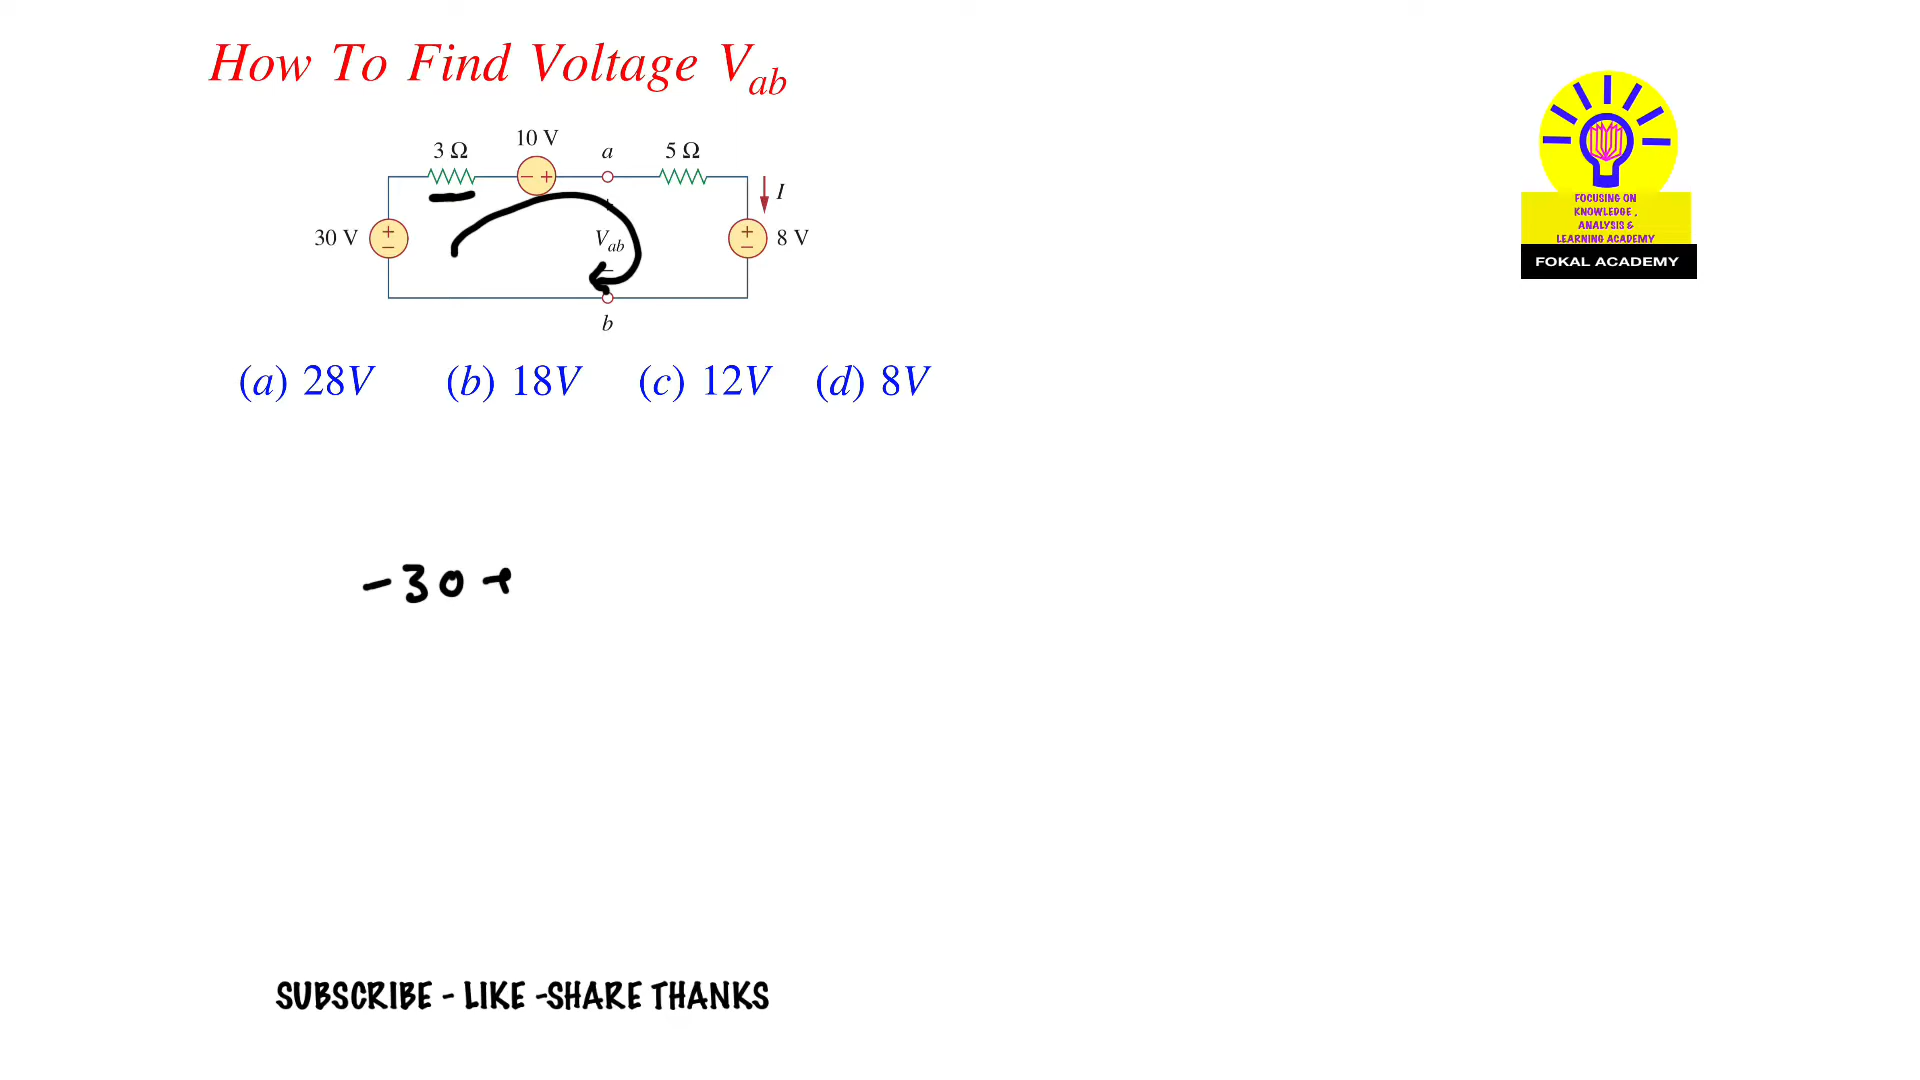 How To Find Voltage Vab
10 V
3 Ω
a
5 Ω
− +
I
30 V
+
−
+
Vab
−
+
−
8 V
b
(a) 28V (b) 18V (c) 12V (d) 8V
-30 +
SUBSCRIBE - LIKE -SHARE THANKS
FOCUSING ON
KNOWLEDGE ,
ANALYSIS &
LEARNING ACADEMY
FOKAL ACADEMY